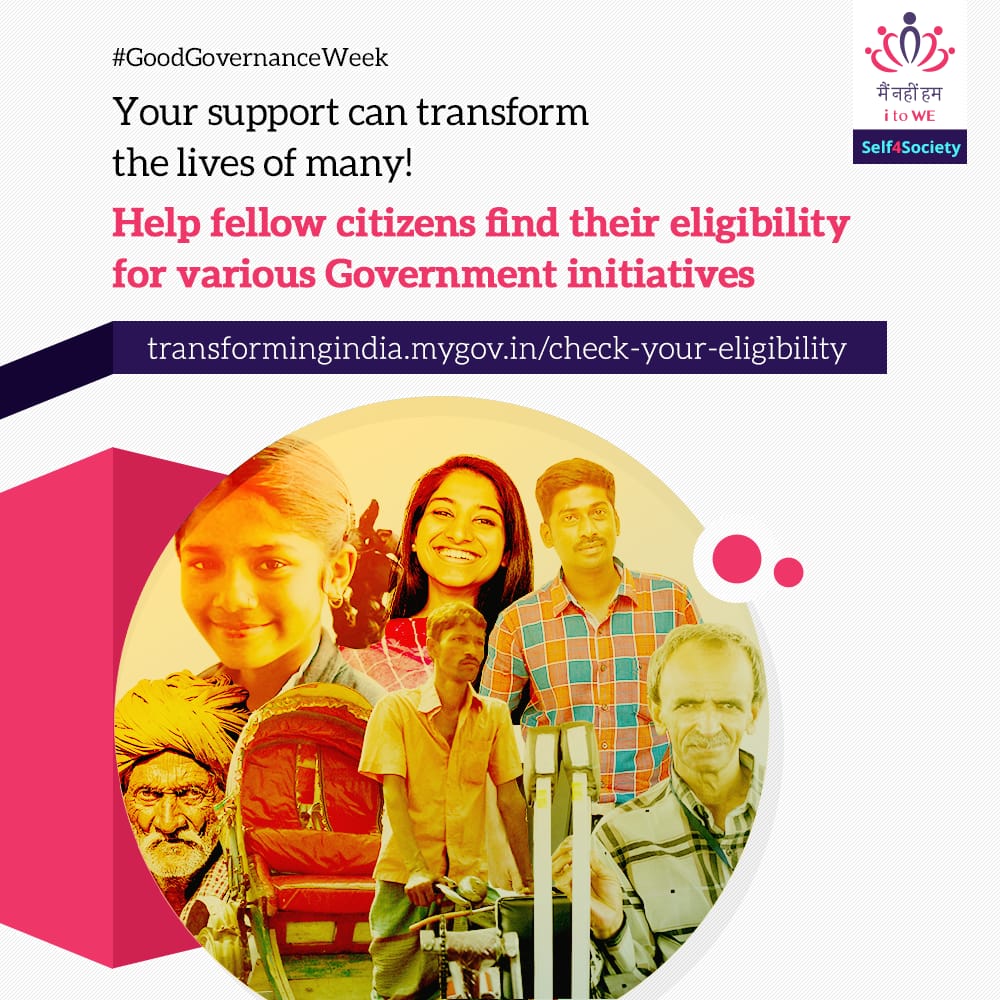 #GoodGovernanceWeek
Your support can transform
the lives of many!
Help fellow citizens find their eligibility
for various Government initiatives
transformingindia.mygov.in/check-your-eligibility
मैं नहीं हम
i to WE
Self4Society